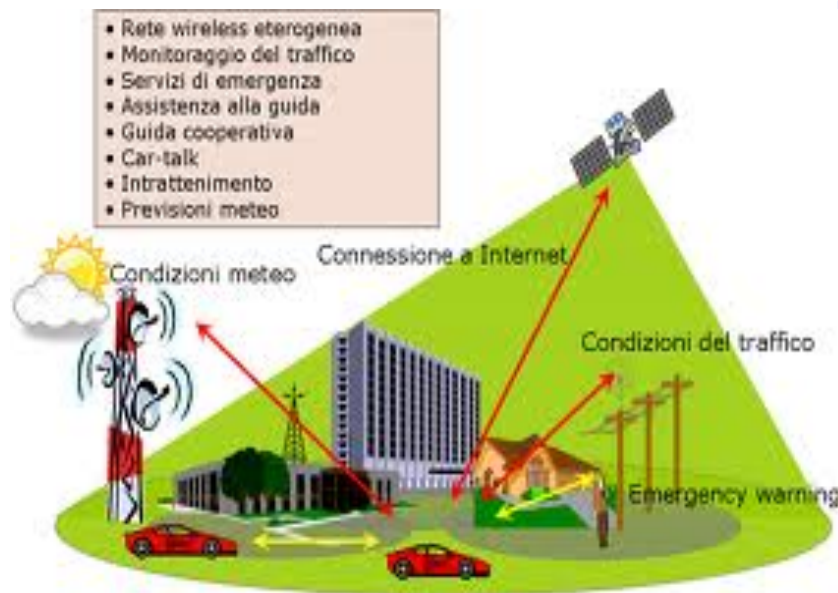 • Rete wireless eterogenea
• Monitoraggio del traffico
• Servizi di emergenza
• Assistenza alla guida
• Guida cooperativa
• Car-talk
• Intrattenimento
• Previsioni meteo
Connessione a Internet
Condizioni meteo
Condizioni del traffico
Emergency warning